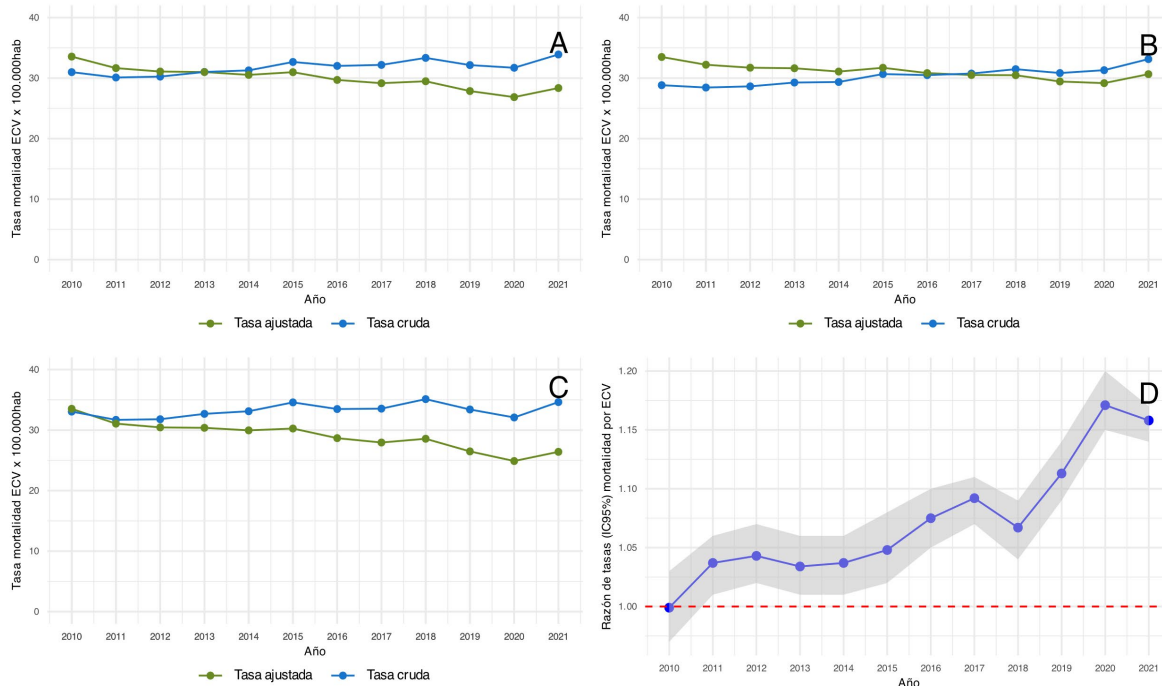 A
Tasa mortalidad ECV x 100.000hab
40
30
20
10
0
2010 2011 2012 2013 2014 2015 2016 2017 2018 2019 2020 2021
Año
Tasa ajustada Tasa cruda
B
Tasa mortalidad ECV x 100.000hab
40
30
20
10
0
2010 2011 2012 2013 2014 2015 2016 2017 2018 2019 2020 2021
Año
Tasa ajustada Tasa cruda
C
Tasa mortalidad ECV x 100.000hab
40
30
20
10
0
2010 2011 2012 2013 2014 2015 2016 2017 2018 2019 2020 2021
Año
Tasa ajustada Tasa cruda
D
Razón de tasas (IC95%) mortalidad por ECV
1.20
1.15
1.10
1.05
1.00
2010 2011 2012 2013 2014 2015 2016 2017 2018 2019 2020 2021
Año